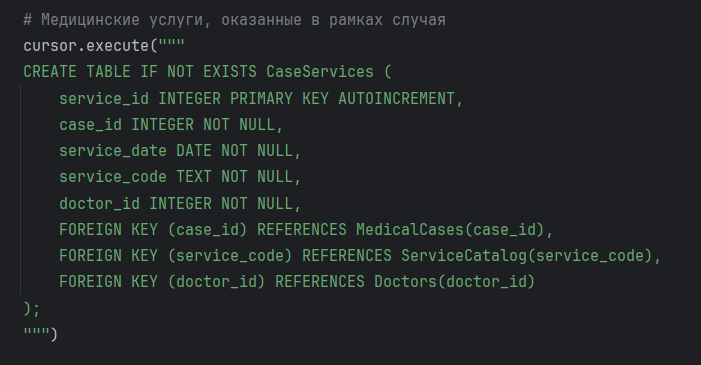 # Медицинские услуги, оказанные в рамках случая
cursor.execute("""
CREATE TABLE IF NOT EXISTS CaseServices (
    service_id INTEGER PRIMARY KEY AUTOINCREMENT,
    case_id INTEGER NOT NULL,
    service_date DATE NOT NULL,
    service_code TEXT NOT NULL,
    doctor_id INTEGER NOT NULL,
    FOREIGN KEY (case_id) REFERENCES MedicalCases(case_id),
    FOREIGN KEY (service_code) REFERENCES ServiceCatalog(service_code),
    FOREIGN KEY (doctor_id) REFERENCES Doctors(doctor_id)
);
""")